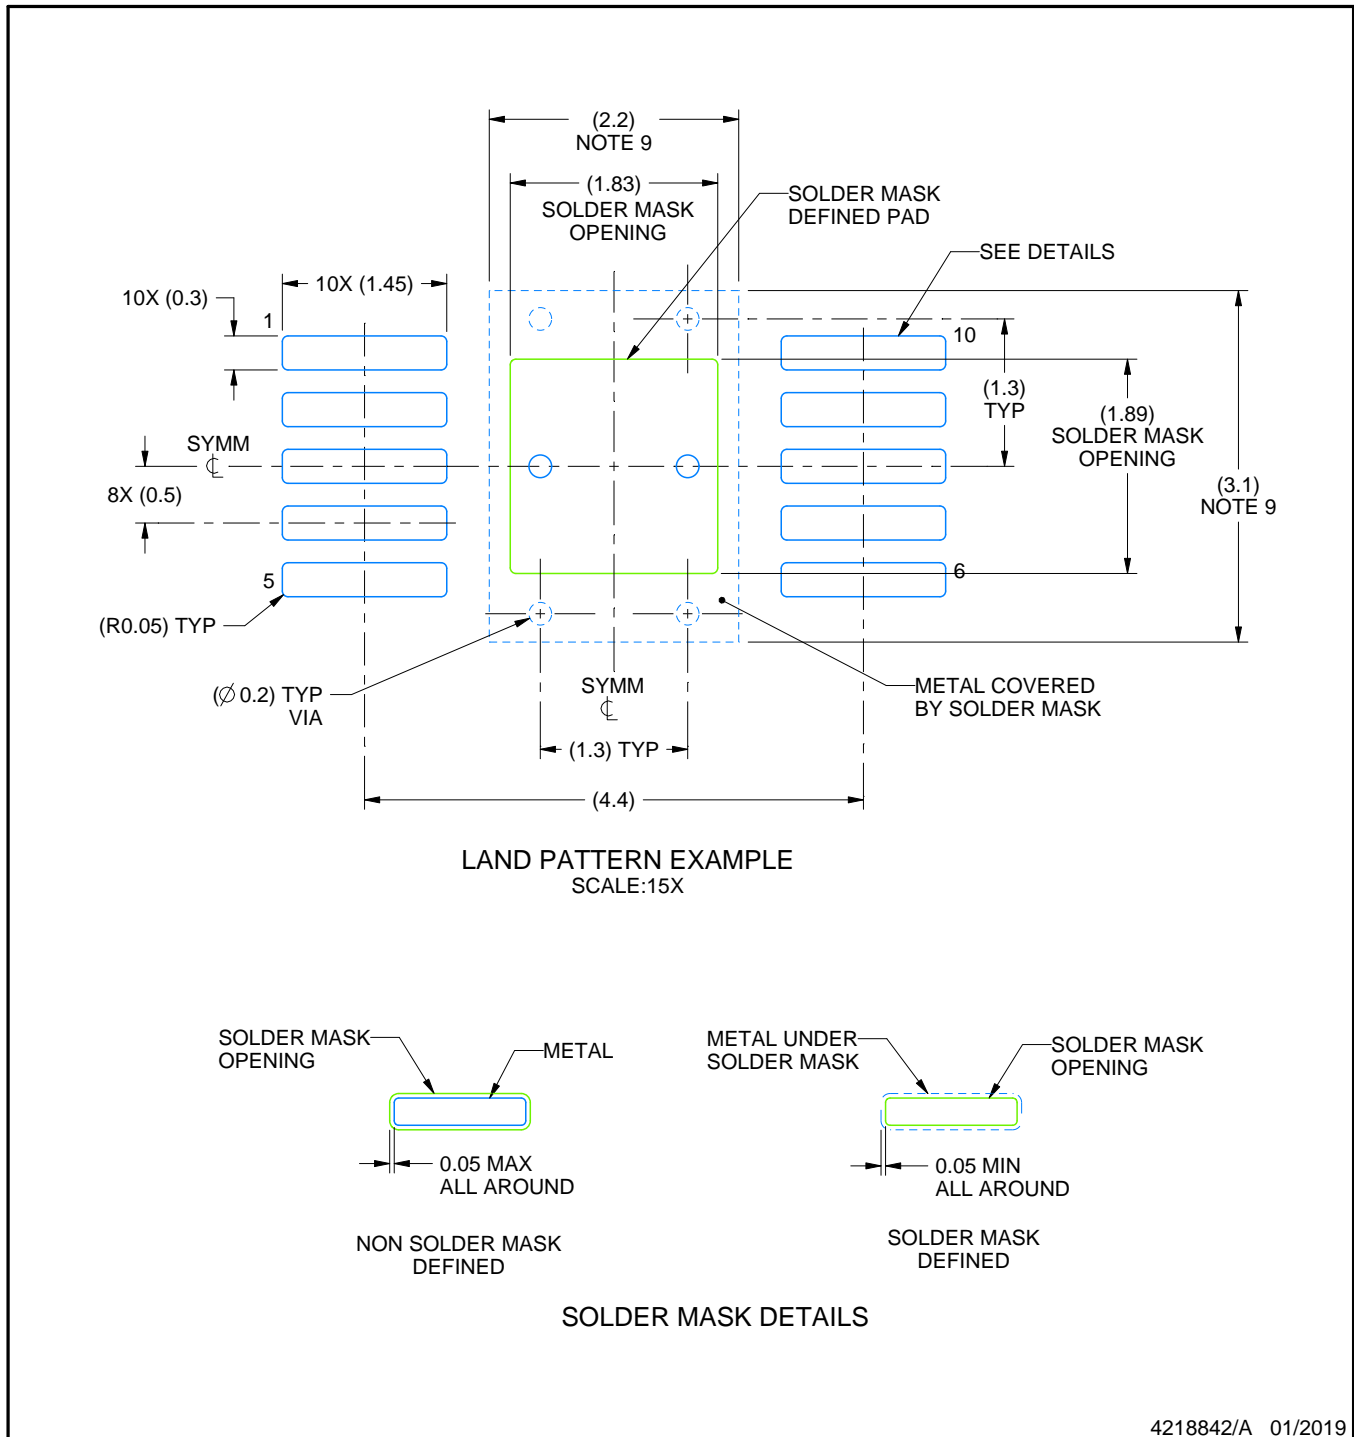 (2.2)
NOTE 9
(1.83)
SOLDER MASK
OPENING
SOLDER MASK
DEFINED PAD
SEE DETAILS
10X (1.45)
10X (0.3)
1
10
(1.3)
TYP
(1.89)
SOLDER MASK
OPENING
SYMM
℄
(3.1)
NOTE 9
8X (0.5)
5
6
(R0.05) TYP
(∅ 0.2) TYP
VIA
SYMM
℄
METAL COVERED
BY SOLDER MASK
(1.3) TYP
(4.4)
LAND PATTERN EXAMPLE
SCALE:15X
SOLDER MASK
OPENING
METAL
0.05 MAX
ALL AROUND
NON SOLDER MASK
DEFINED
METAL UNDER
SOLDER MASK
SOLDER MASK
OPENING
0.05 MIN
ALL AROUND
SOLDER MASK
DEFINED
SOLDER MASK DETAILS
4218842/A 01/2019